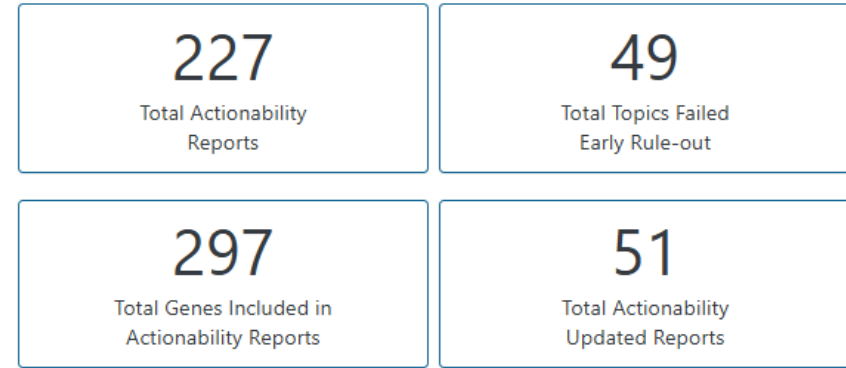 227
Total Actionability
Reports
49
Total Topics Failed
Early Rule-out
297
Total Genes Included in
Actionability Reports
51
Total Actionability
Updated Reports